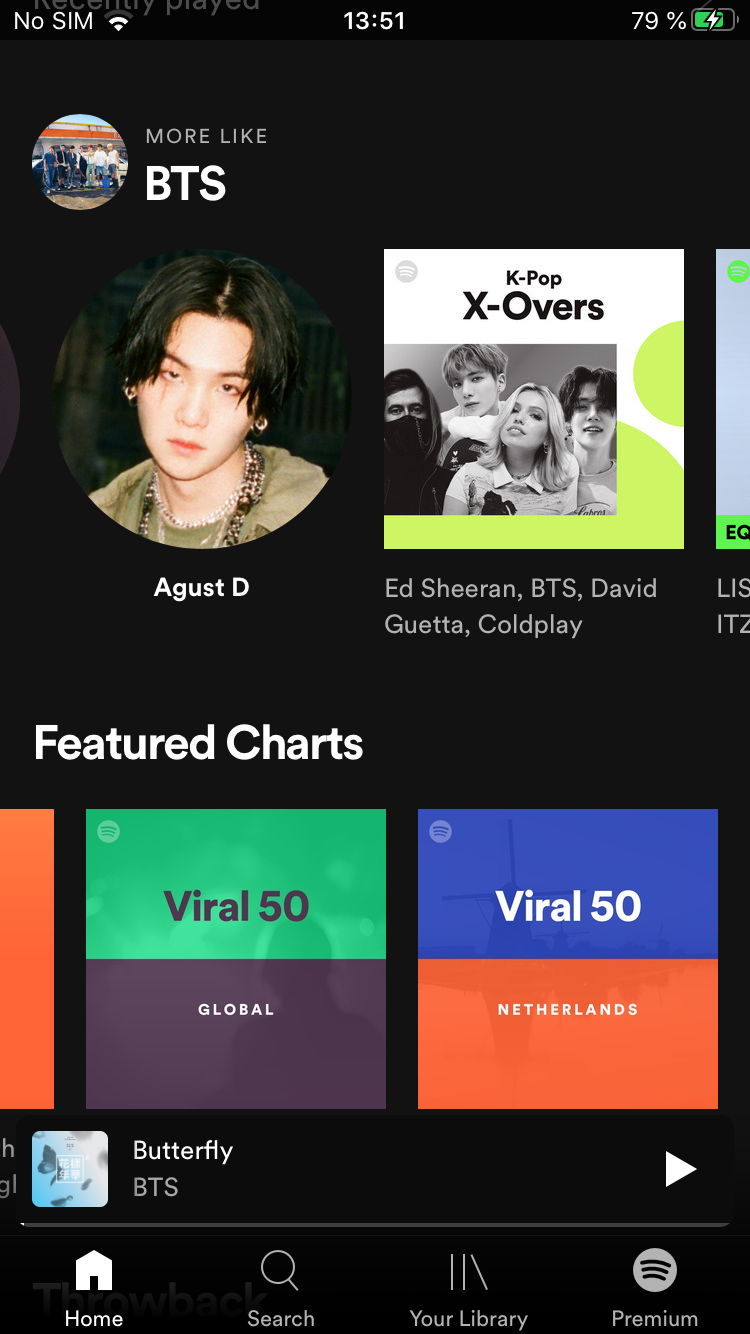 Recently played
No SIM 13:51 79 %
MORE LIKE
BTS
K-Pop
X-Overs
EQ
Agust D
Ed Sheeran, BTS, David
Guetta, Coldplay
LIS
ITZ
Featured Charts
Viral 50
GLOBAL
Viral 50
NETHERLANDS
h
gl
Butterfly
BTS
Throwback
Home
Search
Your Library
Premium